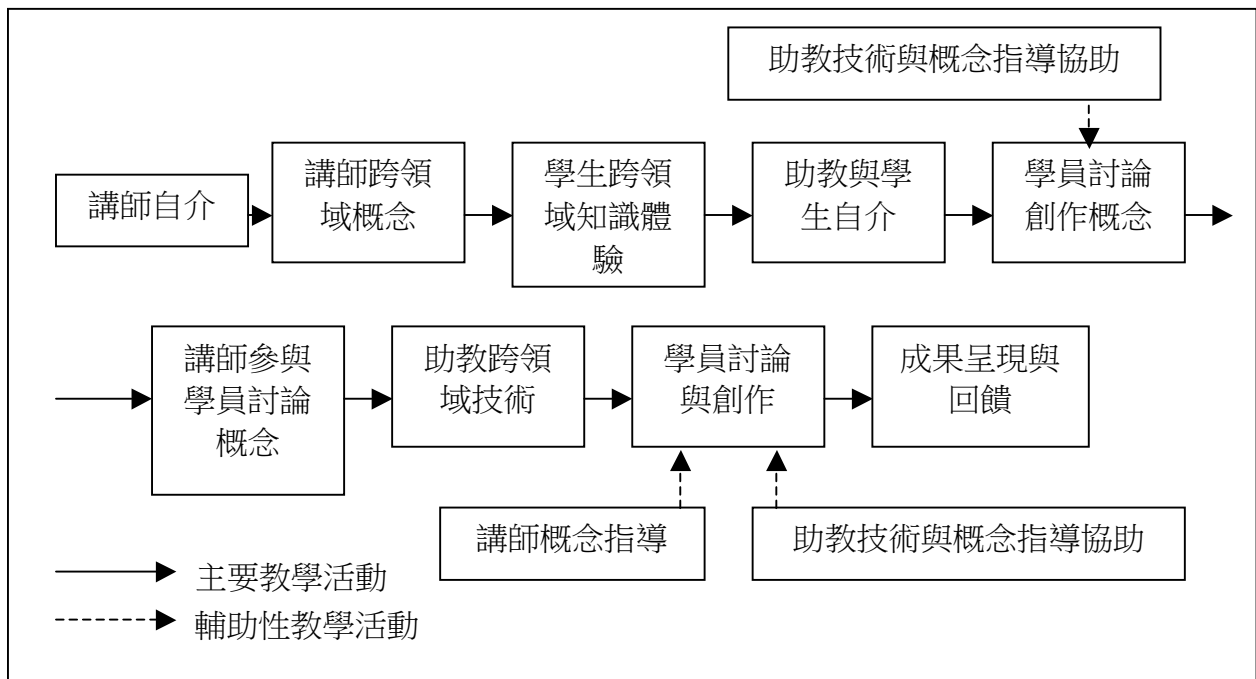 助教技術與概念指導協助
講師自介
講師跨領
域概念
學生跨領
域知識體
驗
助教與學
生自介
學員討論
創作概念
講師參與
學員討論
概念
助教跨領
域技術
學員討論
與創作
成果呈現與
回饋
講師概念指導
助教技術與概念指導協助
主要教學活動
輔助性教學活動